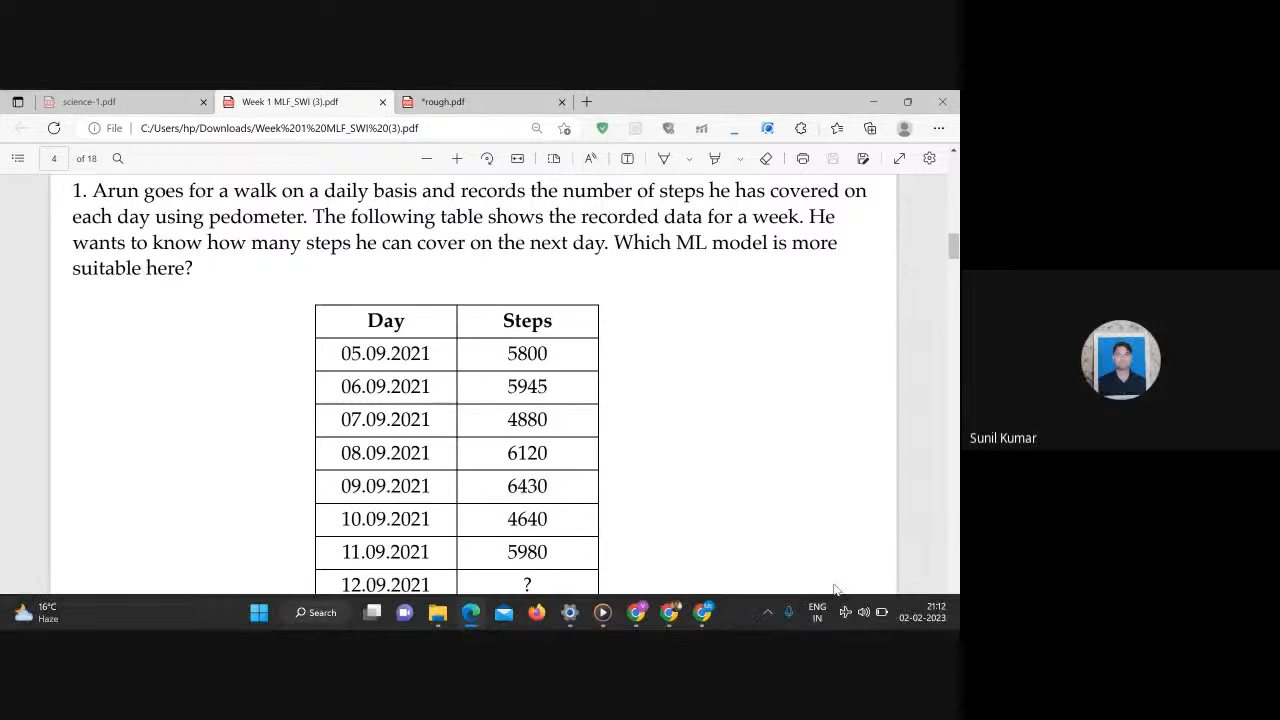 science-1.pdf
Week 1 MLF_SWI (3).pdf
*rough.pdf
File C:/Users/hp/Downloads/Week%201%20MLF_SWI%20(3).pdf
4 of 18
1. Arun goes for a walk on a daily basis and records the number of steps he has covered on
each day using pedometer. The following table shows the recorded data for a week. He
wants to know how many steps he can cover on the next day. Which ML model is more
suitable here?
Day Steps
05.09.2021 5800
06.09.2021 5945
07.09.2021 4880
08.09.2021 6120
09.09.2021 6430
10.09.2021 4640
11.09.2021 5980
12.09.2021 ?
Sunil Kumar
16°C
Haze
Search
ENG
IN
21:12
02-02-2023